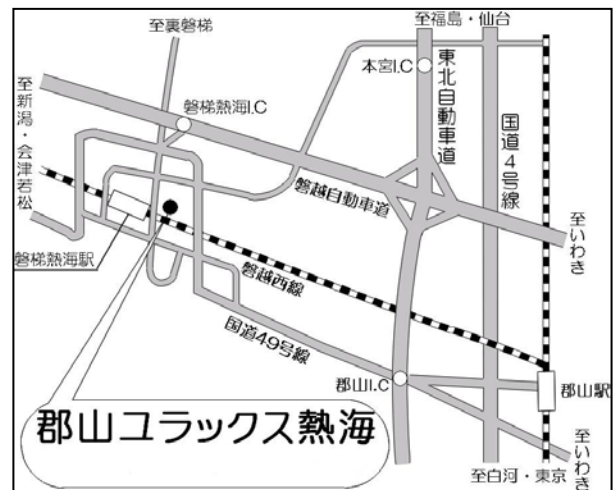 至福島・仙台
至裏磐梯
本宮I.C
東北自動車道
国道4号線
至新潟・会津若松
磐梯熱海I.C
磐越自動車道
至いわき
磐梯熱海駅
磐越西線
国道49号線
郡山I.C
郡山駅
郡山ユラックス熱海
至いわき
至白河・東京